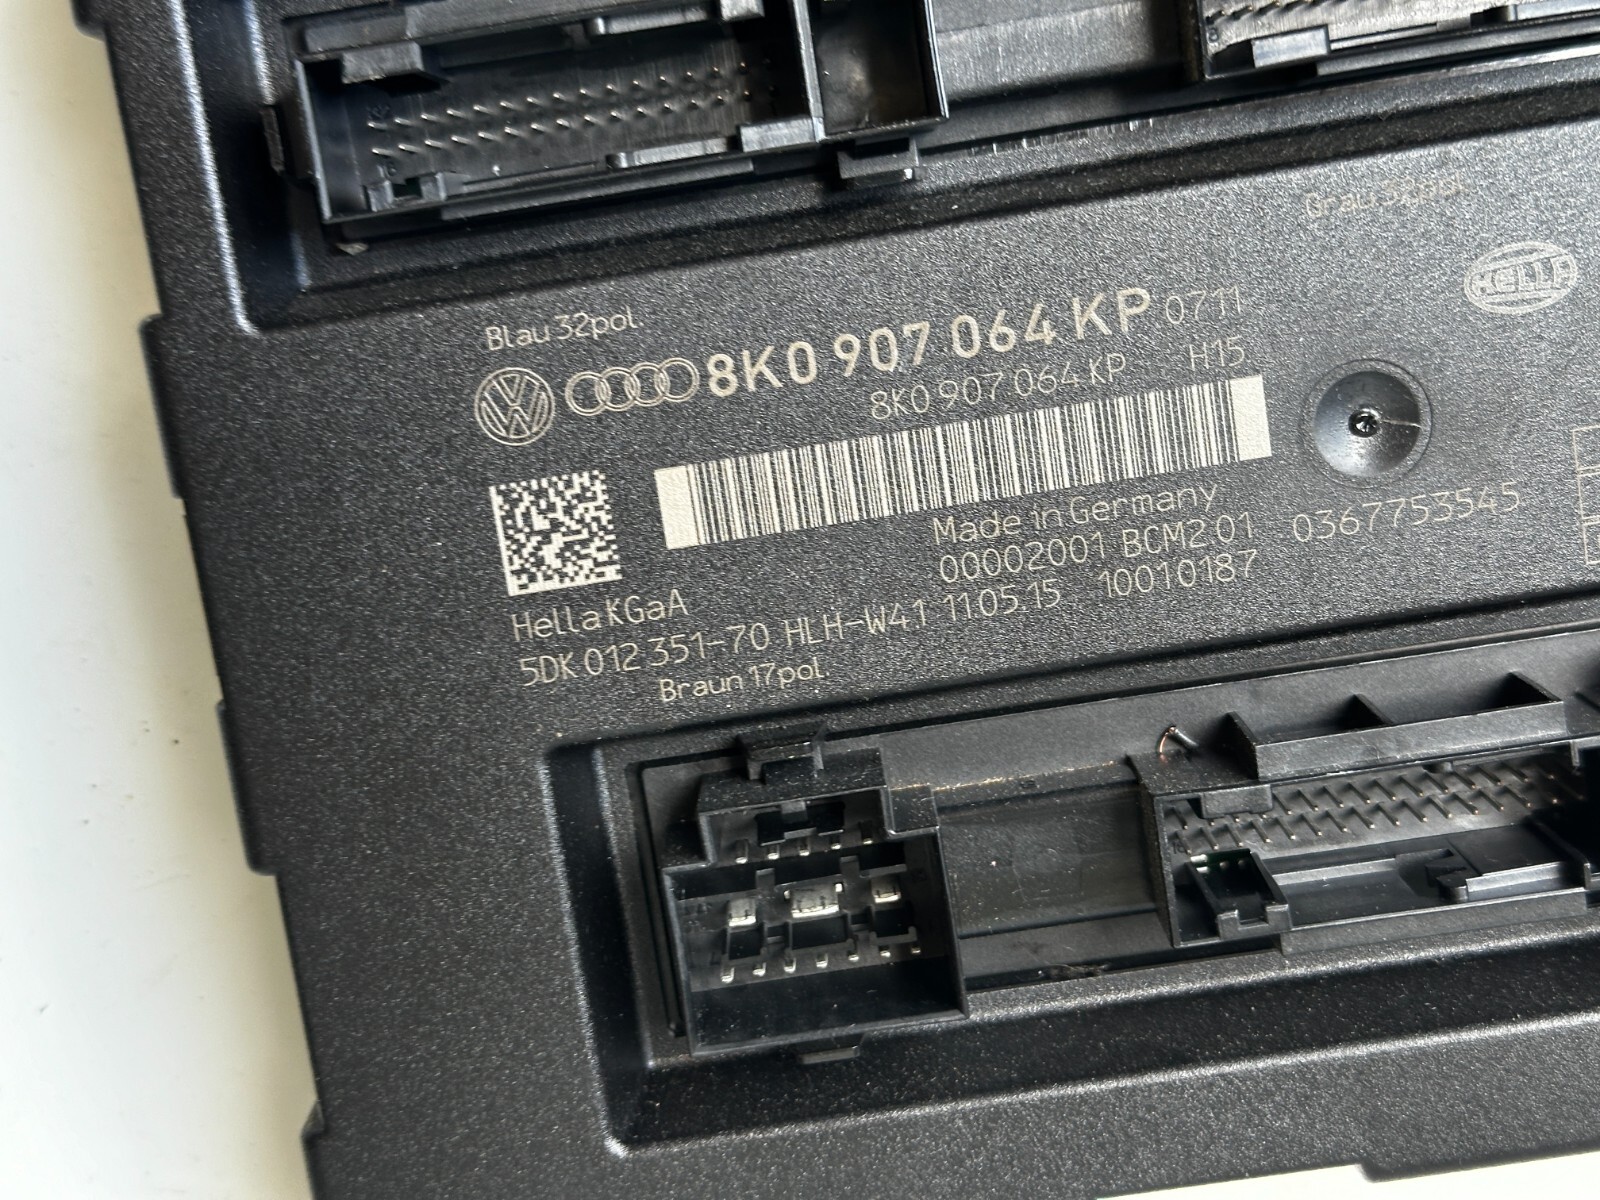 Grau 32pol.
HELLA
Blau 32pol.
8K0 907 064 KP 0711
8K0 907 064 KP H15
Made in Germany
00002001 BCM2 01 0367753545
Hella KGaA
5DK 012 351-70 HLH-W41 11.05.15 10010187
Braun 17pol.